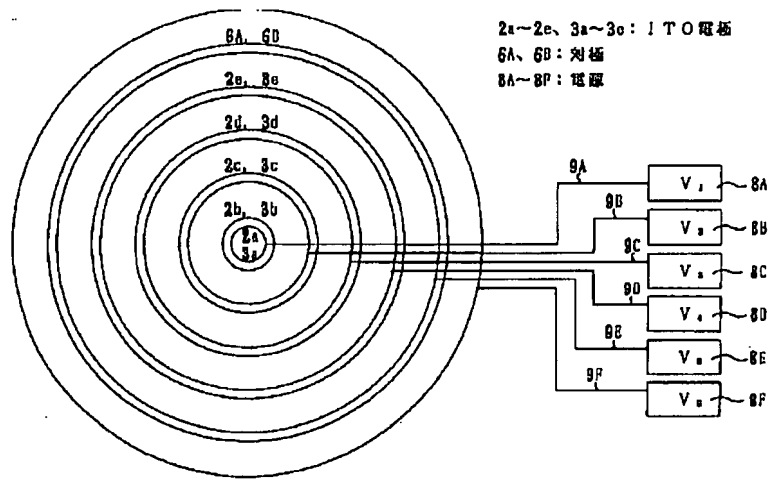 2a～2e、3a～3e：ITO電極
6A、6B：対極
8A～8F：電源
6A, 6B
2e, 3e
2d, 3d
2c, 3c
2b, 3b
2a
3a
9A
V₁
8A
9B
V₂
8B
9C
V₃
8C
9D
V₄
8D
9E
V₅
8E
9F
V₆
8F